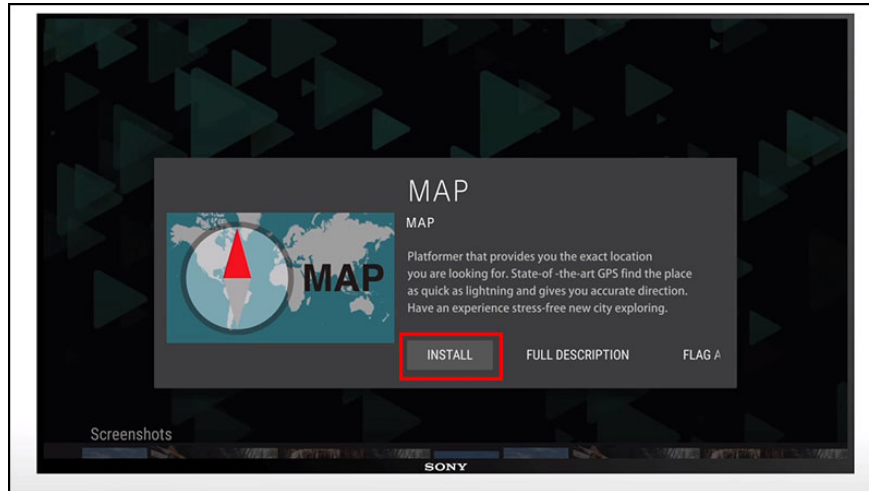 MAP
MAP
MAP
Platformer that provides you the exact location
you are looking for. State-of -the-art GPS find the place
as quick as lightning and gives you accurate direction.
Have an experience stress-free new city exploring.
INSTALL FULL DESCRIPTION FLAG A
Screenshots
SONY